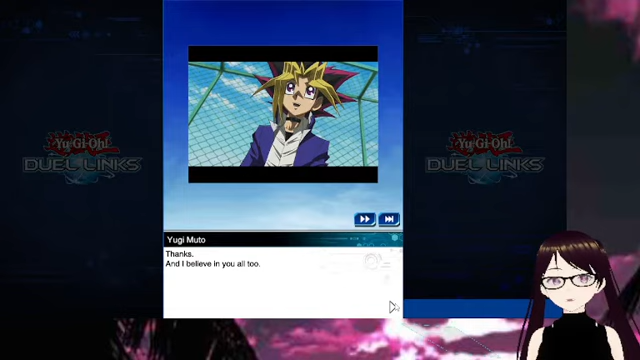 Yu-Gi-Oh!
DUEL LINKS
Yu-Gi-Oh!
DUEL LINKS
Yugi Muto
Thanks.
And I believe in you all too.